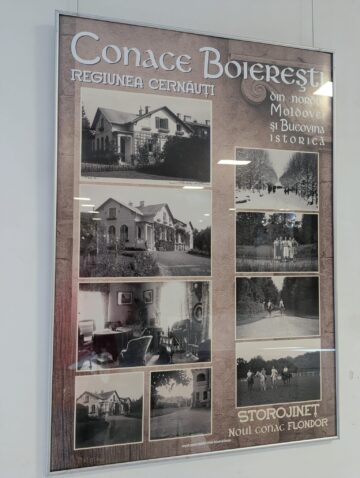 Conace Boierești
REGIUNEA CERNĂUȚI
din nordul
Moldovei
și Bucovina
istorică
STOROJINEȚ
Noul conac FLONDOR